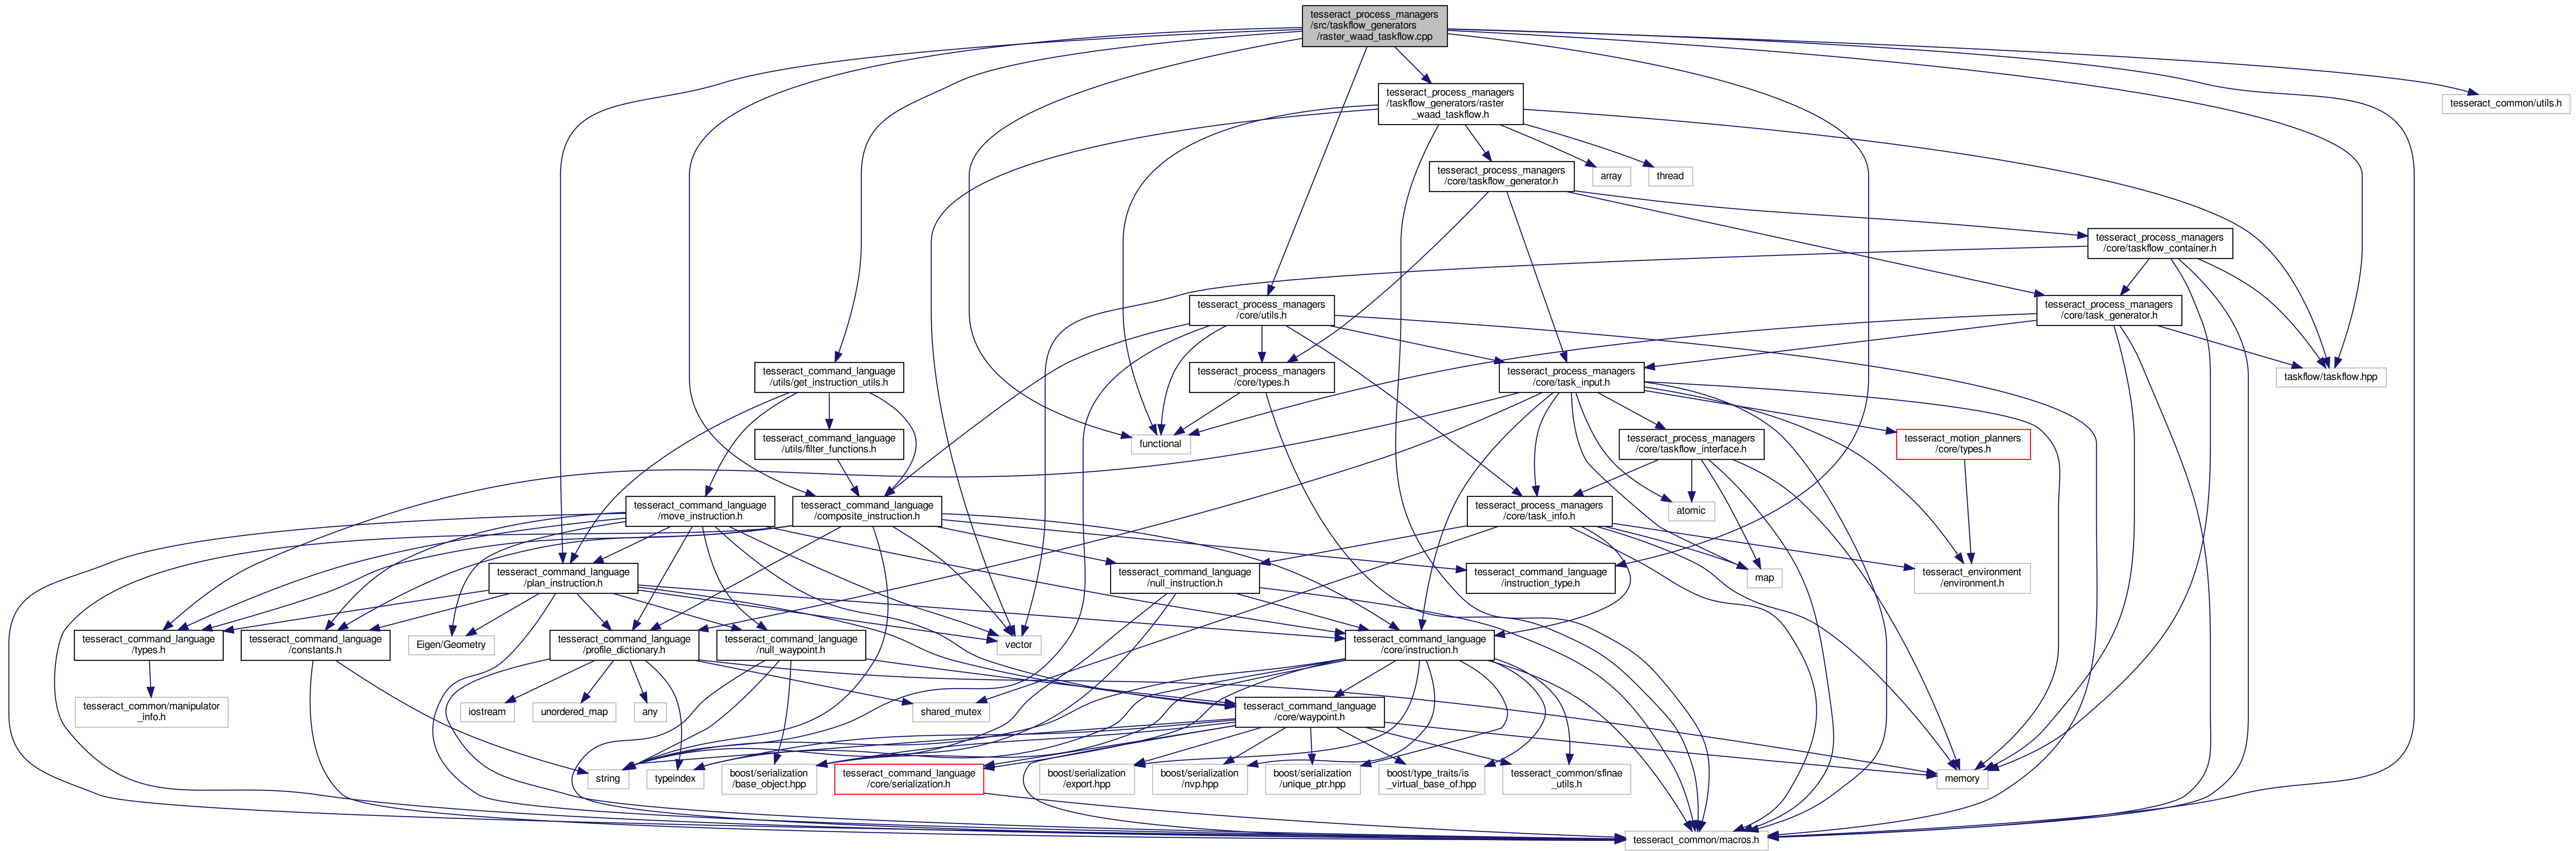 tesseract_process_managers
/src/taskflow_generators
/raster_waad_taskflow.cpp
tesseract_process_managers
/taskflow_generators/raster
_waad_taskflow.h
tesseract_common/utils.h
tesseract_process_managers
/core/taskflow_generator.h
array
thread
tesseract_process_managers
/core/taskflow_container.h
tesseract_process_managers
/core/utils.h
tesseract_process_managers
/core/task_generator.h
tesseract_command_language
/utils/get_instruction_utils.h
tesseract_process_managers
/core/types.h
tesseract_process_managers
/core/task_input.h
taskflow/taskflow.hpp
tesseract_command_language
/utils/filter_functions.h
functional
tesseract_process_managers
/core/taskflow_interface.h
tesseract_motion_planners
/core/types.h
tesseract_command_language
/move_instruction.h
tesseract_command_language
/composite_instruction.h
tesseract_process_managers
/core/task_info.h
atomic
tesseract_command_language
/plan_instruction.h
tesseract_command_language
/null_instruction.h
tesseract_command_language
/instruction_type.h
map
tesseract_environment
/environment.h
tesseract_command_language
/types.h
tesseract_command_language
/constants.h
Eigen/Geometry
tesseract_command_language
/profile_dictionary.h
tesseract_command_language
/null_waypoint.h
vector
tesseract_command_language
/core/instruction.h
tesseract_common/manipulator
_info.h
iostream
unordered_map
any
shared_mutex
tesseract_command_language
/core/waypoint.h
string
typeindex
boost/serialization
/base_object.hpp
tesseract_command_language
/core/serialization.h
boost/serialization
/export.hpp
boost/serialization
/nvp.hpp
boost/serialization
/unique_ptr.hpp
boost/type_traits/is
_virtual_base_of.hpp
tesseract_common/sfinae
_utils.h
memory
tesseract_common/macros.h